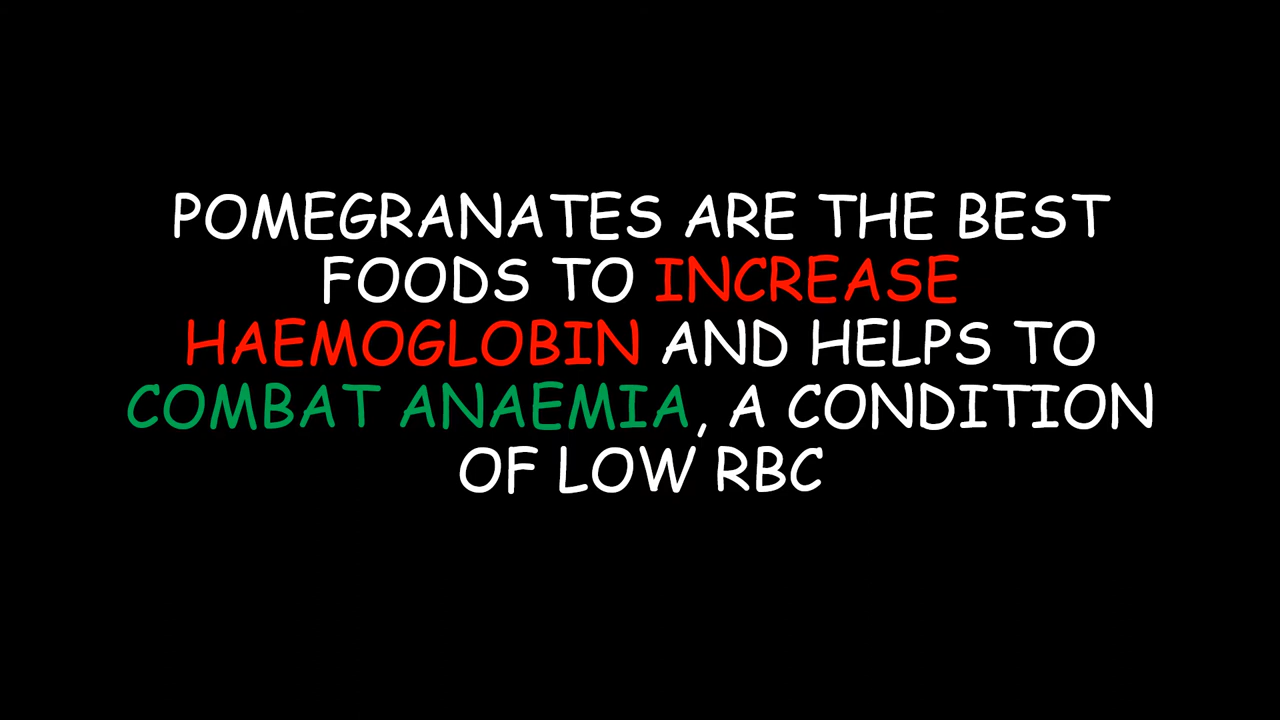 POMEGRANATES ARE THE BEST
FOODS TO INCREASE
HAEMOGLOBIN AND HELPS TO
COMBAT ANAEMIA, A CONDITION
OF LOW RBC